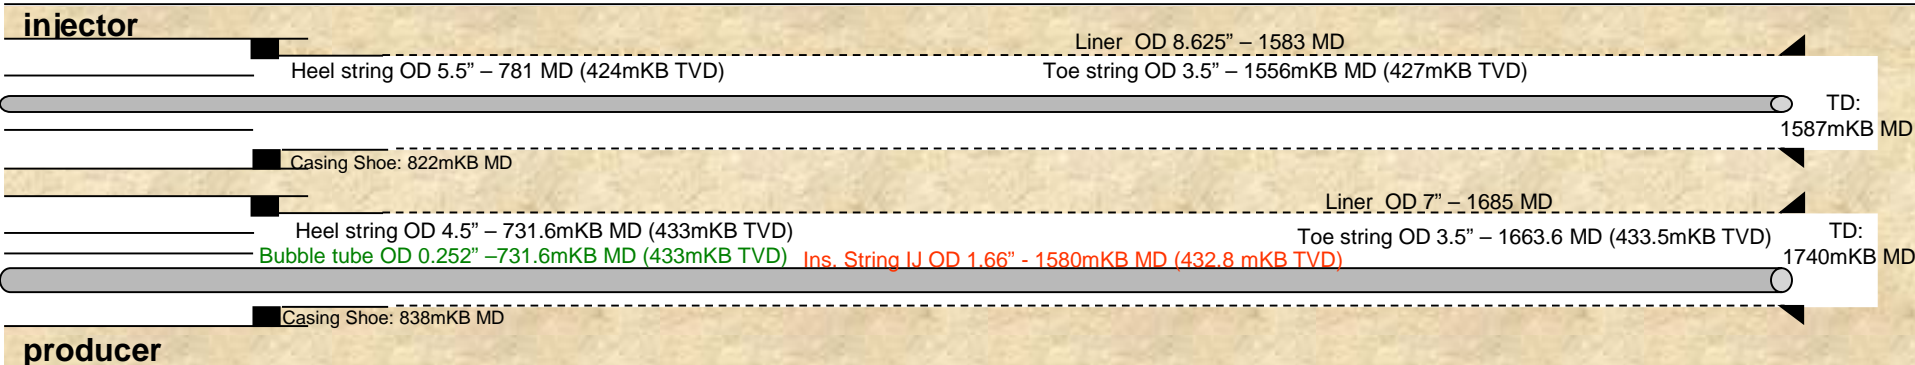 injector
Liner  OD 8.625” – 1583 MD
Heel string OD 5.5” – 781 MD (424mKB TVD)
Toe string OD 3.5” – 1556mKB MD (427mKB TVD)
TD:
1587mKB MD
Casing Shoe: 822mKB MD
Liner  OD 7” – 1685 MD
Heel string OD 4.5” – 731.6mKB MD (433mKB TVD)
Toe string OD 3.5” – 1663.6 MD (433.5mKB TVD)
TD:
1740mKB MD
Bubble tube OD 0.252” –731.6mKB MD (433mKB TVD)
Ins. String IJ OD 1.66” - 1580mKB MD (432.8 mKB TVD)
Casing Shoe: 838mKB MD
producer